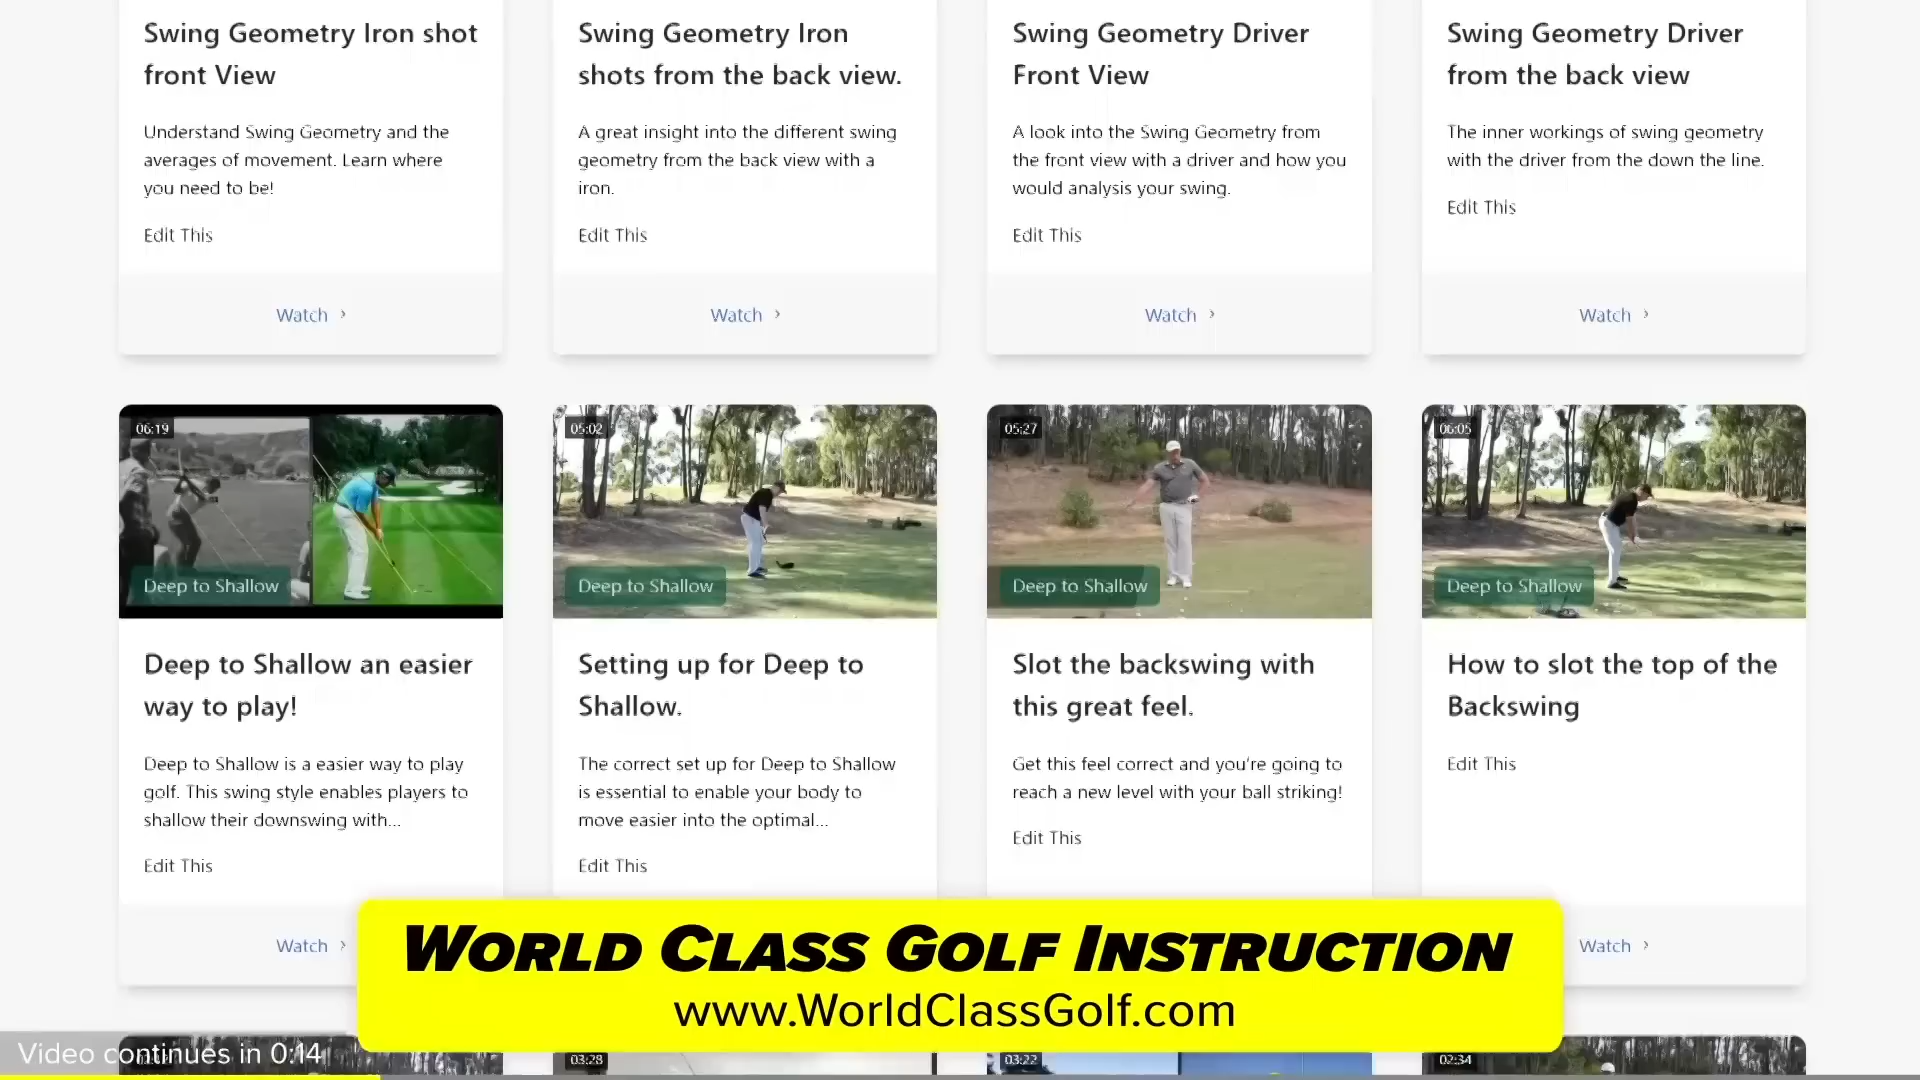 Swing Geometry Iron shot
front View
Understand Swing Geometry and the
averages of movement. Learn where
you need to be!
Edit This
Watch ›
Swing Geometry Iron
shots from the back view.
A great insight into the different swing
geometry from the back view with a
iron.
Edit This
Watch ›
Swing Geometry Driver
Front View
A look into the Swing Geometry from
the front view with a driver and how you
would analysis your swing.
Edit This
Watch ›
Swing Geometry Driver
from the back view
The inner workings of swing geometry
with the driver from the down the line.
Edit This
Watch ›
06:19
Deep to Shallow
Deep to Shallow an easier
way to play!
Deep to Shallow is a easier way to play
golf. This swing style enables players to
shallow their downswing with...
Edit This
Watch ›
05:02
Deep to Shallow
Setting up for Deep to
Shallow.
The correct set up for Deep to Shallow
is essential to enable your body to
move easier into the optimal...
Edit This
05:27
Deep to Shallow
Slot the backswing with
this great feel.
Get this feel correct and you're going to
reach a new level with your ball striking!
Edit This
06:05
Deep to Shallow
How to slot the top of the
Backswing
Edit This
Watch ›
WORLD CLASS GOLF INSTRUCTION
www.WorldClassGolf.com
Video continues in 0:14
03:28
03:22
02:34